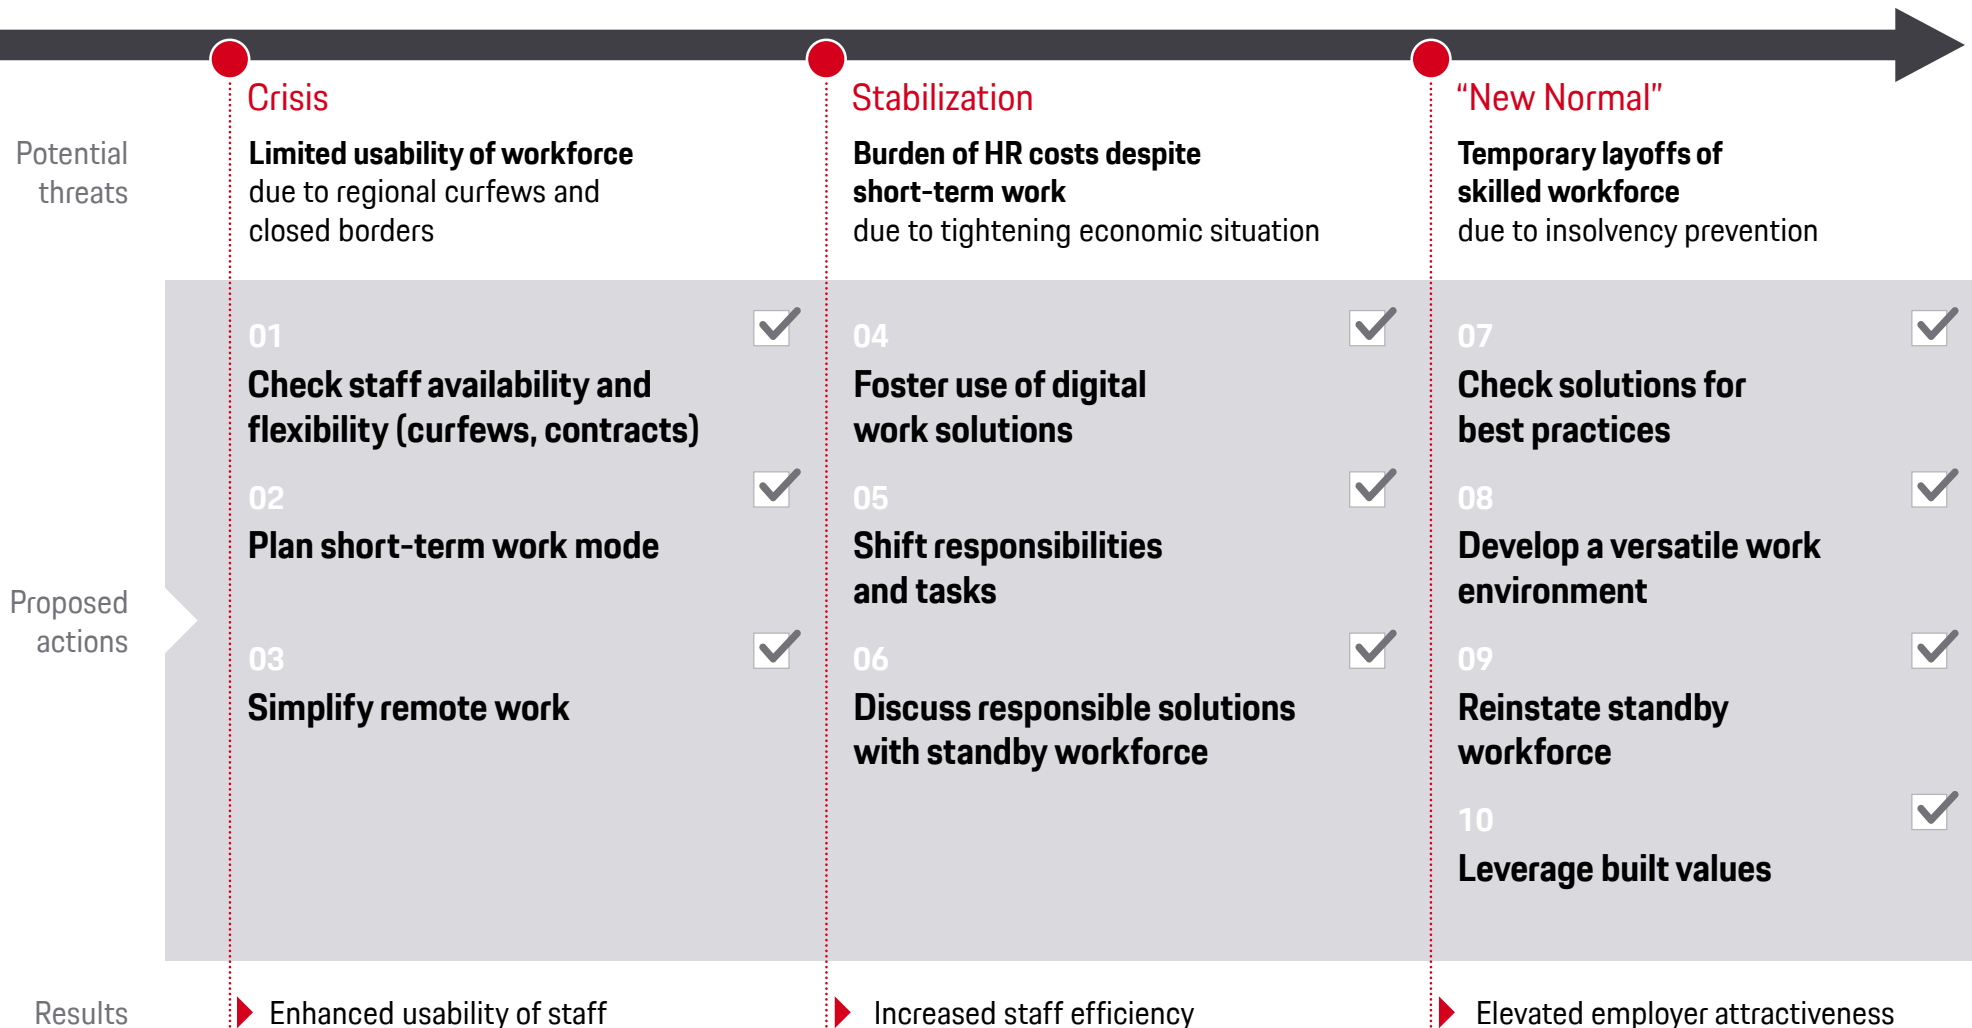 Crisis
Stabilization
“New Normal”
Potential
threats
Limited usability of workforce
due to regional curfews and
closed borders
Burden of HR costs despite
short-term work
due to tightening economic situation
Temporary layoffs of
skilled workforce
due to insolvency prevention
Proposed
actions
01
Check staff availability and
flexibility (curfews, contracts)
02
Plan short-term work mode
03
Simplify remote work
04
Foster use of digital
work solutions
05
Shift responsibilities
and tasks
06
Discuss responsible solutions
with standby workforce
07
Check solutions for
best practices
08
Develop a versatile work
environment
09
Reinstate standby
workforce
10
Leverage built values
Results
Enhanced usability of staff
Increased staff efficiency
Elevated employer attractiveness